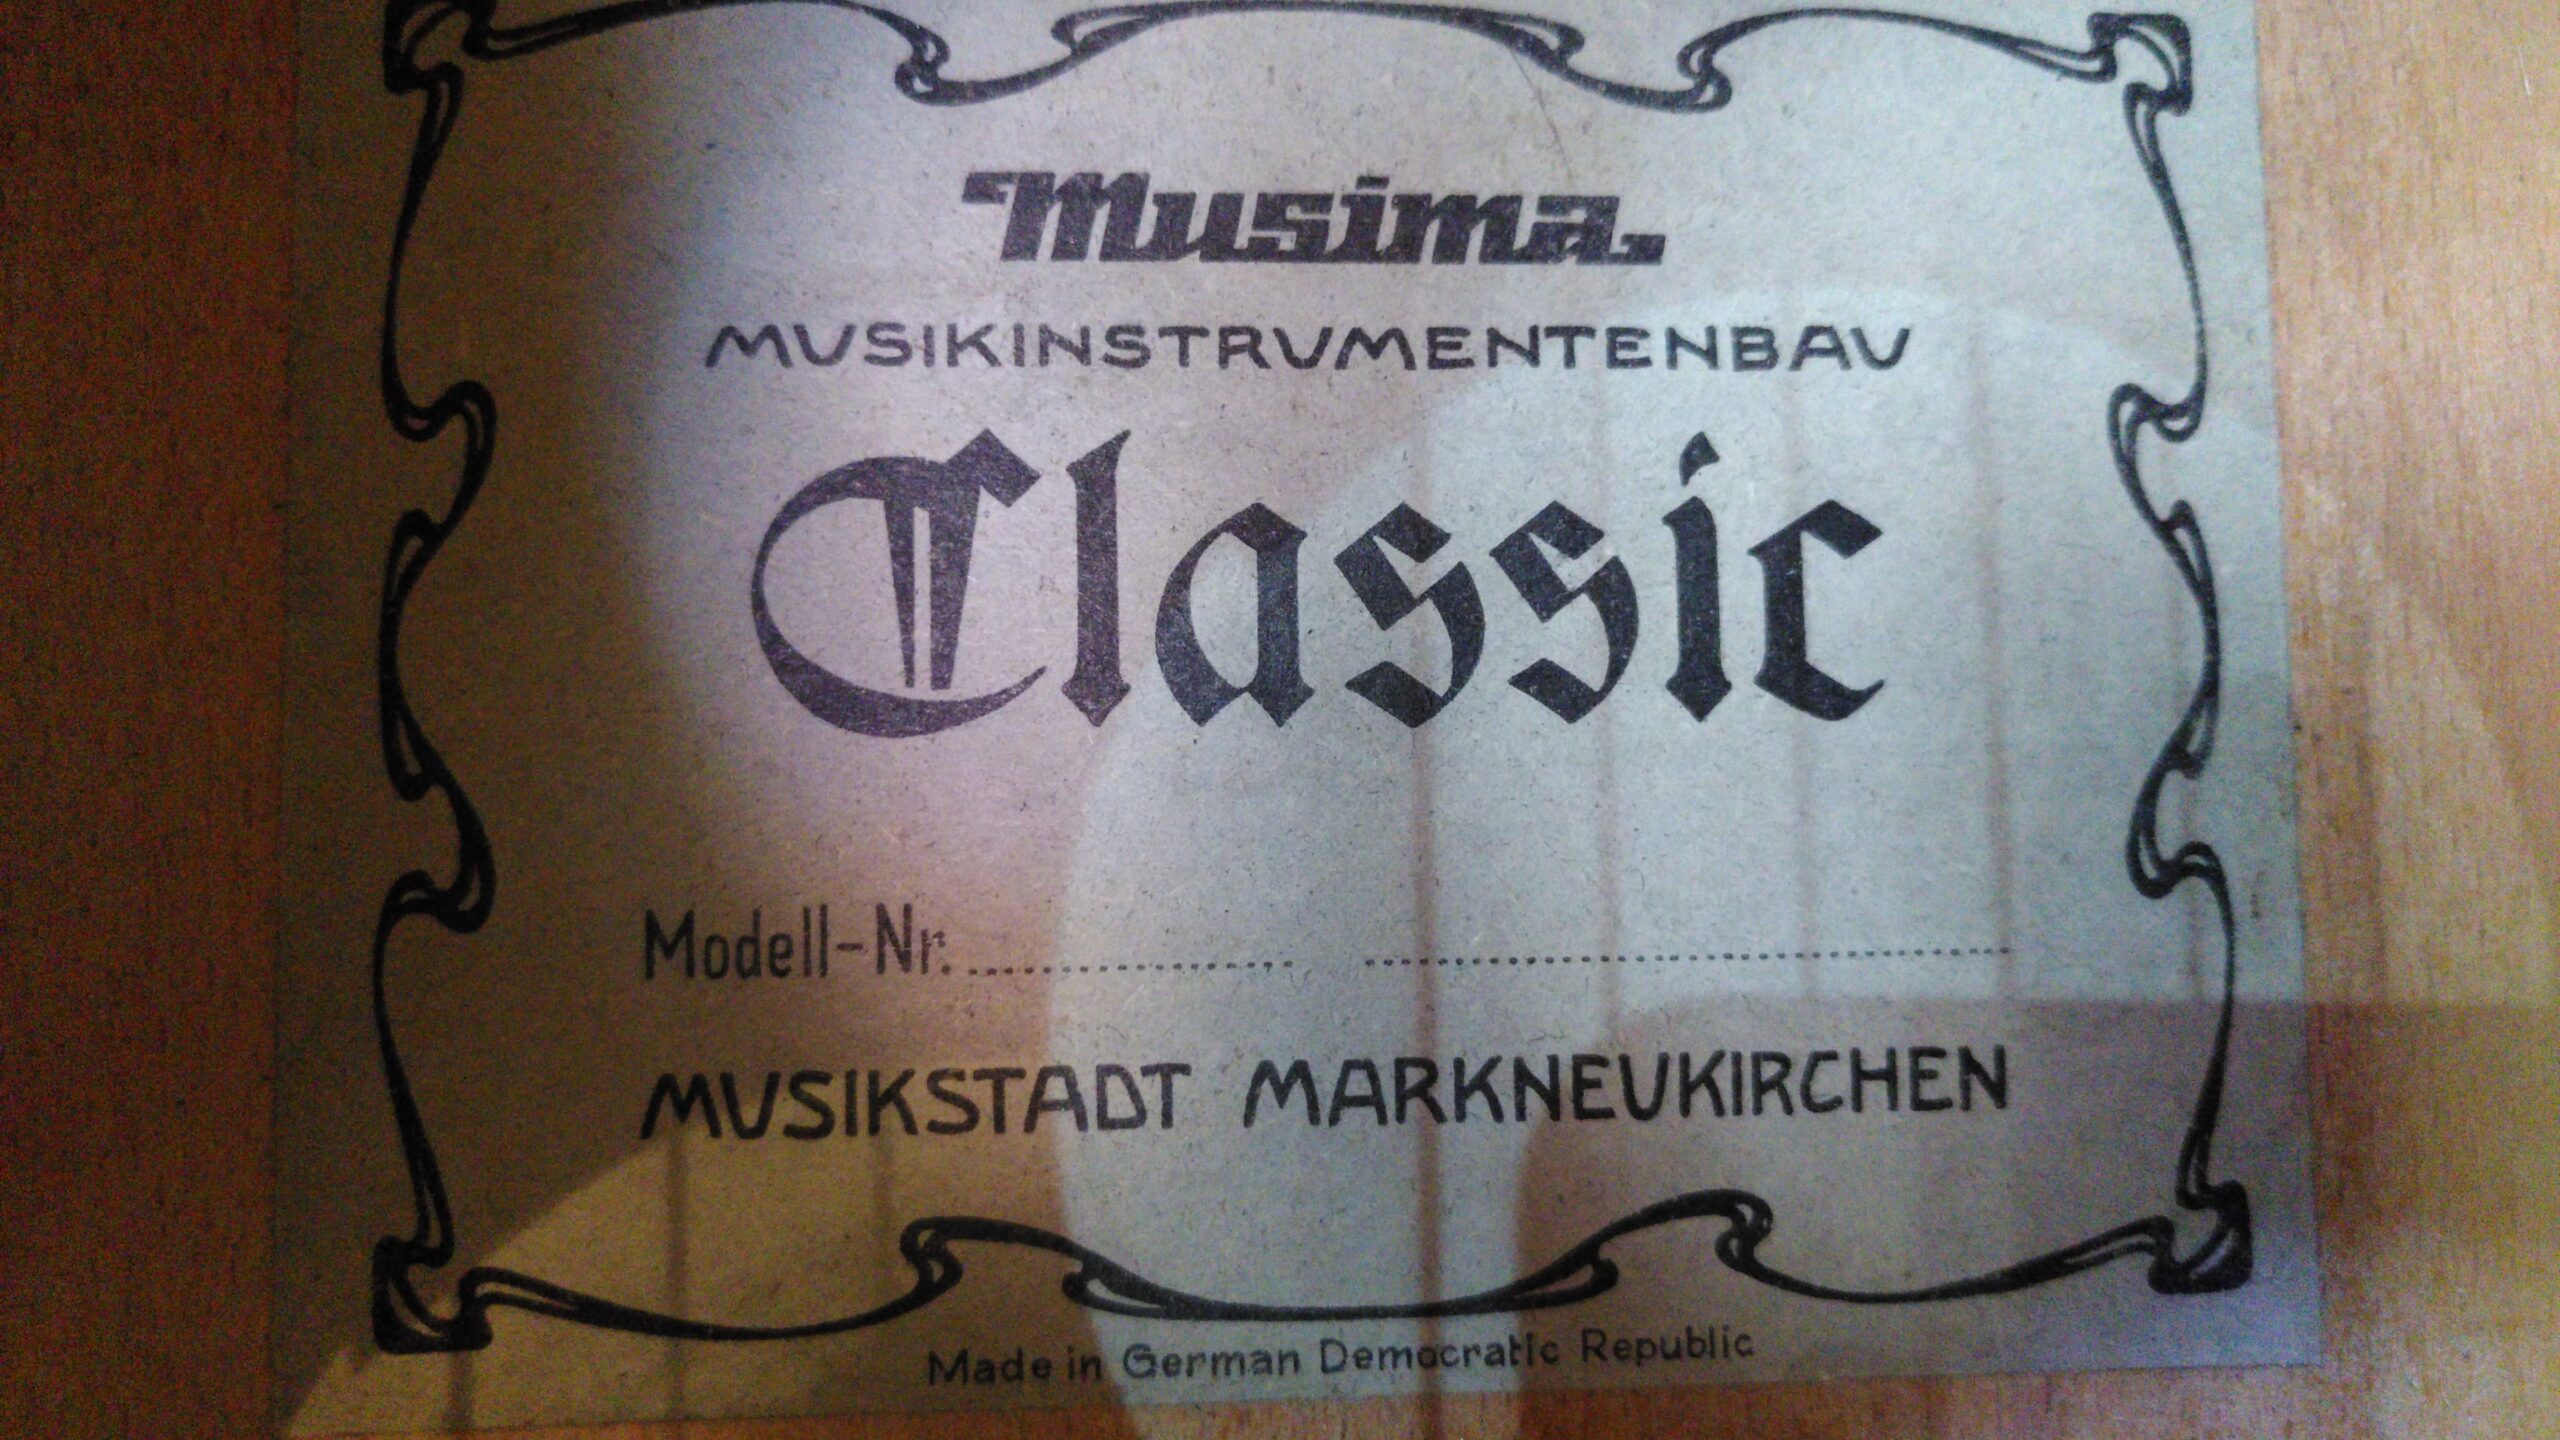 Musima
MUSIKINSTRUMENTENBAU
Classic
Modell-Nr. ........................ ................................................
MUSIKSTADT MARKNEUKIRCHEN
Made in German Democratic Republic